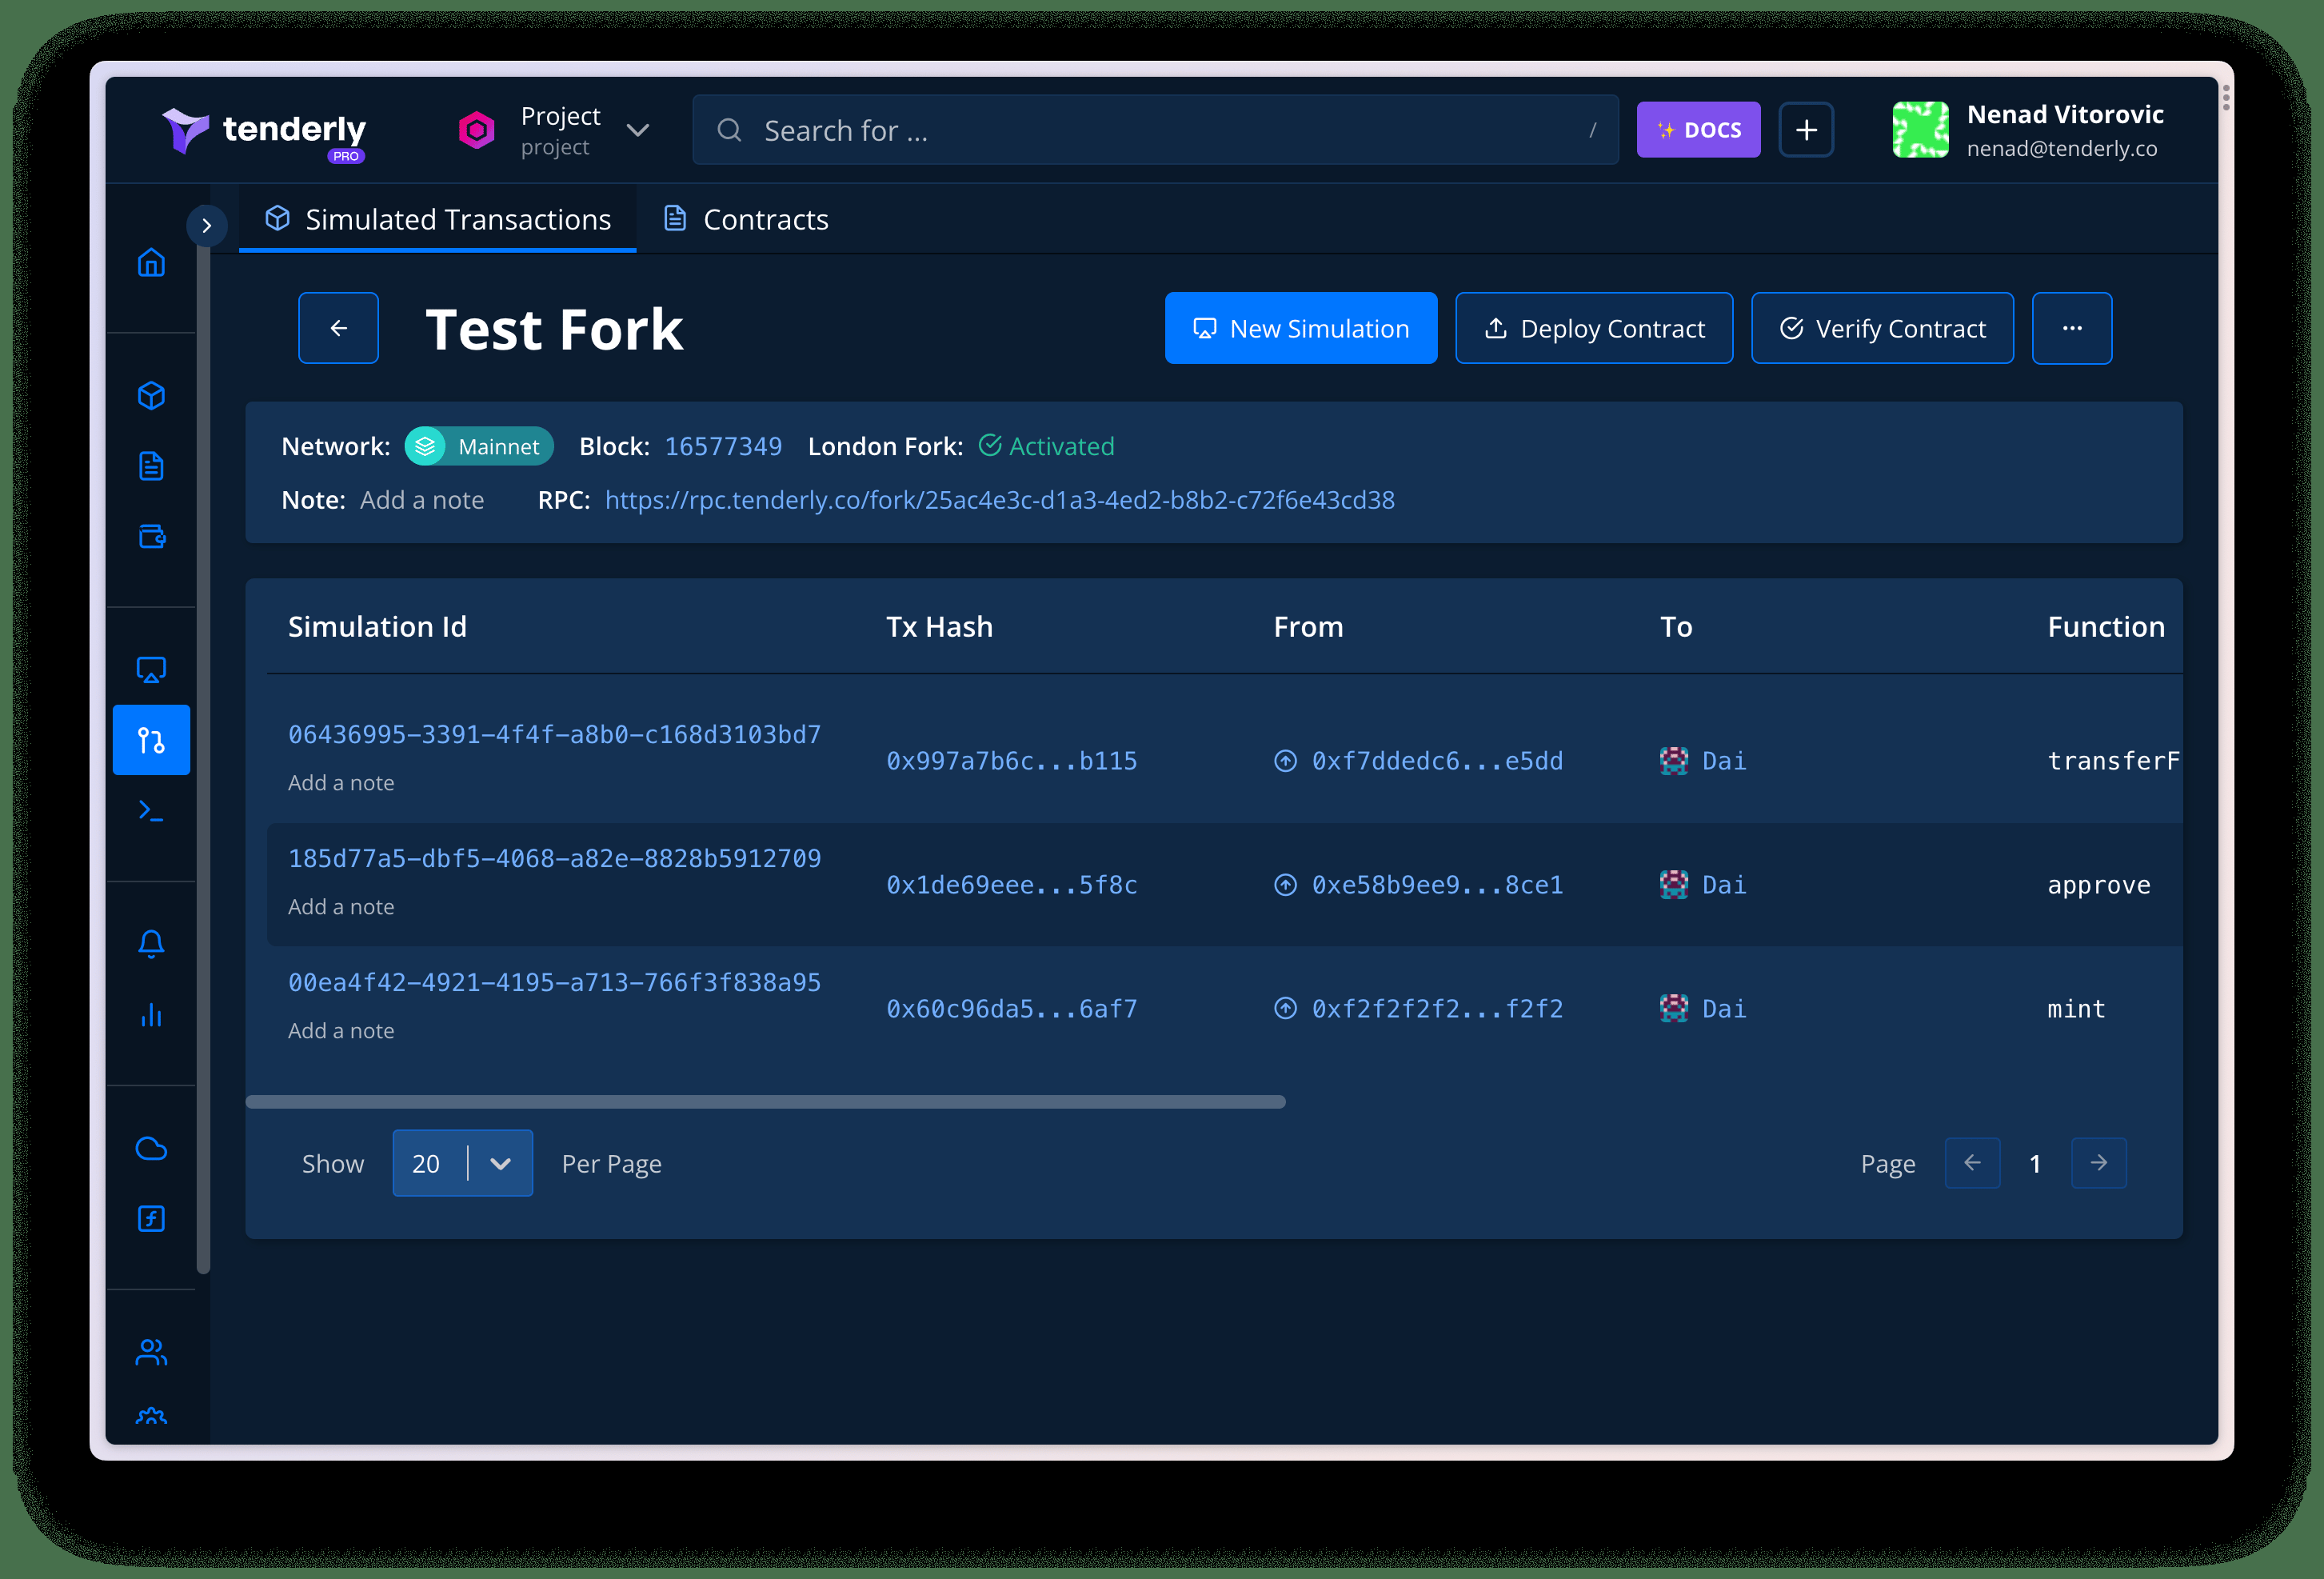 tenderly
PRO
Project
project
Search for ...
/
✨ DOCS
+
Nenad Vitorovic
nenad@tenderly.co
Simulated Transactions
Contracts
Test Fork
New Simulation
Deploy Contract
Verify Contract
...
Network: Mainnet Block: 16577349 London Fork: Activated
Note: Add a note RPC: https://rpc.tenderly.co/fork/25ac4e3c-d1a3-4ed2-b8b2-c72f6e43cd38
Simulation Id Tx Hash From To Function
06436995-3391-4f4f-a8b0-c168d3103bd7
Add a note
0x997a7b6c...b115 0xf7ddedc6...e5dd Dai transferF
185d77a5-dbf5-4068-a82e-8828b5912709
Add a note
0x1de69eee...5f8c 0xe58b9ee9...8ce1 Dai approve
00ea4f42-4921-4195-a713-766f3f838a95
Add a note
0x60c96da5...6af7 0xf2f2f2f2...f2f2 Dai mint
Show 20 Per Page
Page 1